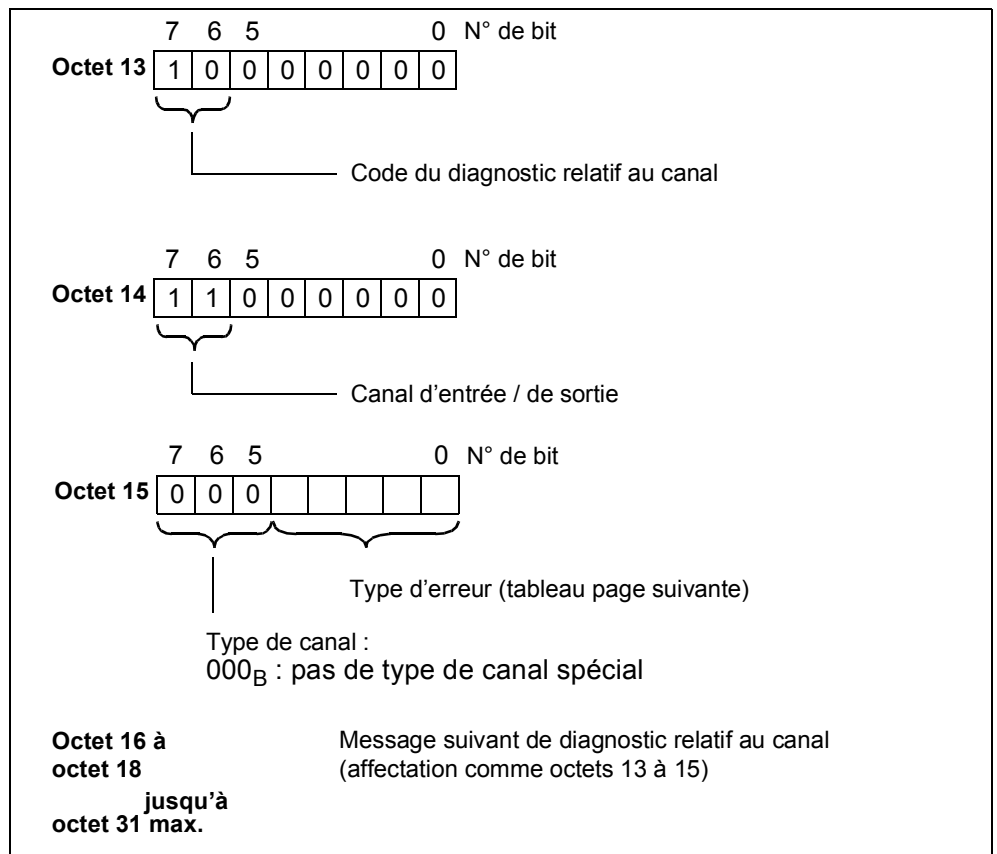 7 6 5 0 N° de bit
Octet 13 1 0 0 0 0 0 0 0
Code du diagnostic relatif au canal
7 6 5 0 N° de bit
Octet 14 1 1 0 0 0 0 0 0
Canal d'entrée / de sortie
7 6 5 0 N° de bit
Octet 15 0 0 0
Type d'erreur (tableau page suivante)
Type de canal :
000B : pas de type de canal spécial
Octet 16 à Message suivant de diagnostic relatif au canal
octet 18 (affectation comme octets 13 à 15)
jusqu'à
octet 31 max.